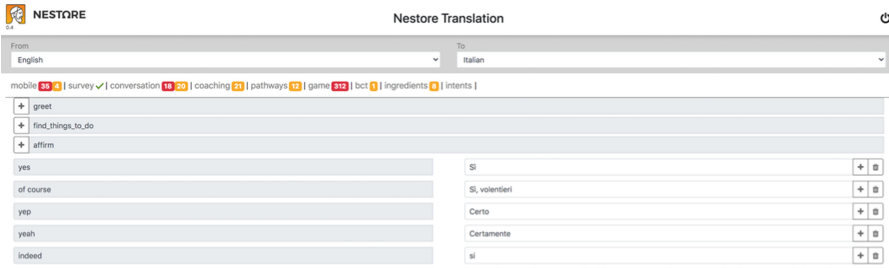 NESTORE
0.4
Nestore Translation
From
To
English
Italian
mobile 35 4 | survey ✓ | conversation 18 20 | coaching 21 | pathways 12 | game 312 | bct 1 | ingredients 6 | intents |
+ greet
+ find_things_to_do
+ affirm
yes
Sì
of course
Sì, volentieri
yep
Certo
yeah
Certamente
indeed
si